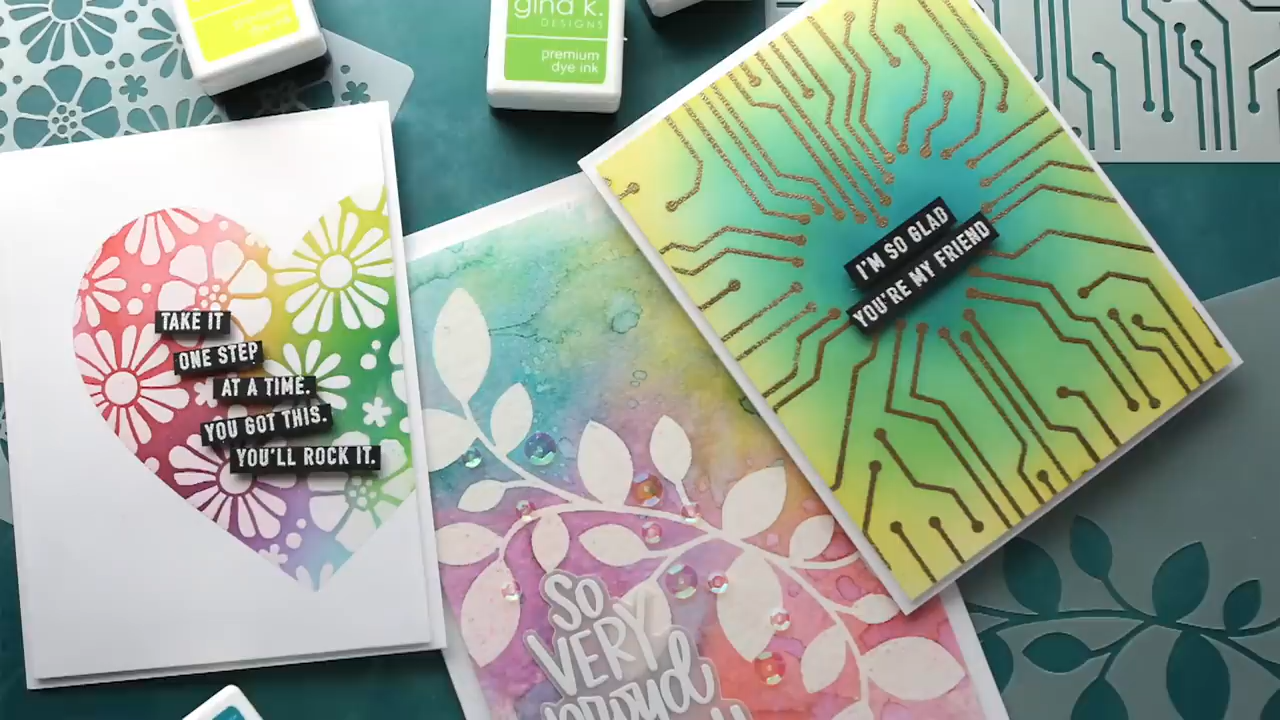 gina k.
DESIGNS
premium
dye ink
TAKE IT
ONE STEP
AT A TIME.
YOU GOT THIS.
YOU'LL ROCK IT.
I'M SO GLAD
YOU'RE MY FRIEND
So
VERY
proud